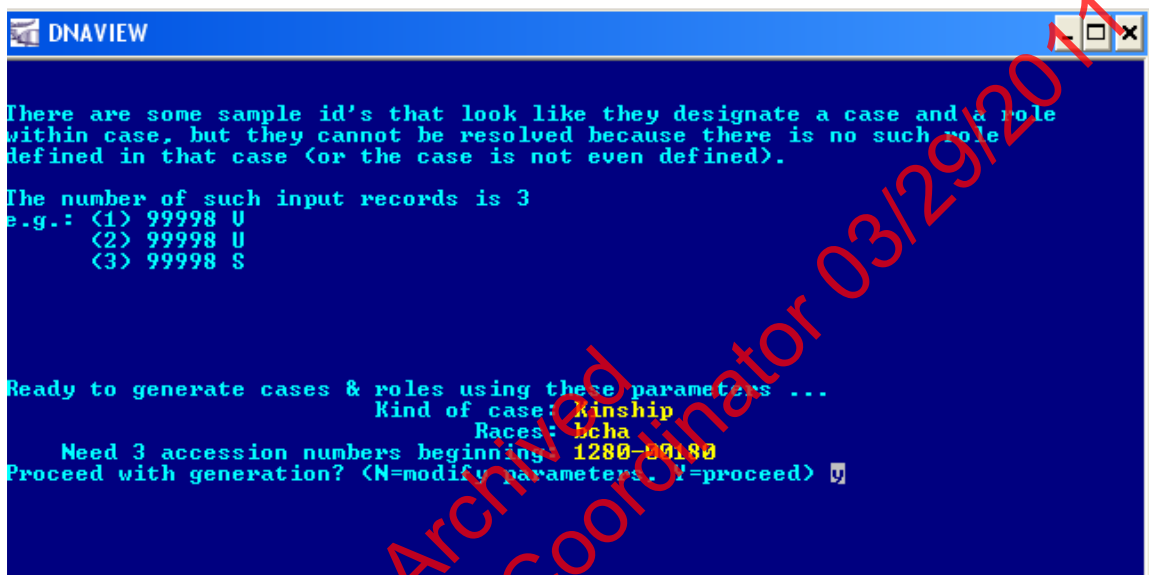 DNAVIEW
There are some sample id's that look like they designate a case and a role
within case, but they cannot be resolved because there is no such role
defined in that case (or the case is not even defined).
The number of such input records is 3
e.g.: (1) 99998 V
(2) 99998 U
(3) 99998 S
Ready to generate cases & roles using these parameters ...
Kind of case: Kinship
Races: bcha
Need 3 accession numbers beginning: 1280-00180
Proceed with generation? (N=modify parameters, Y=proceed) y
Archived
Coordinator 03/29/2011